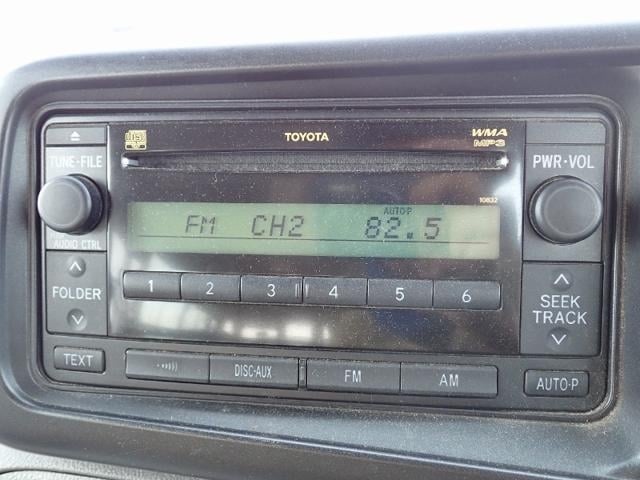 TOYOTA
WMA
MP3
TUNE·FILE
PWR·VOL
10832
AUTO-P
FM CH2 82.5
AUDIO CTRL
1 2 3 4 5 6
FOLDER
SEEK
TRACK
TEXT
DISC·AUX
FM
AM
AUTO·P